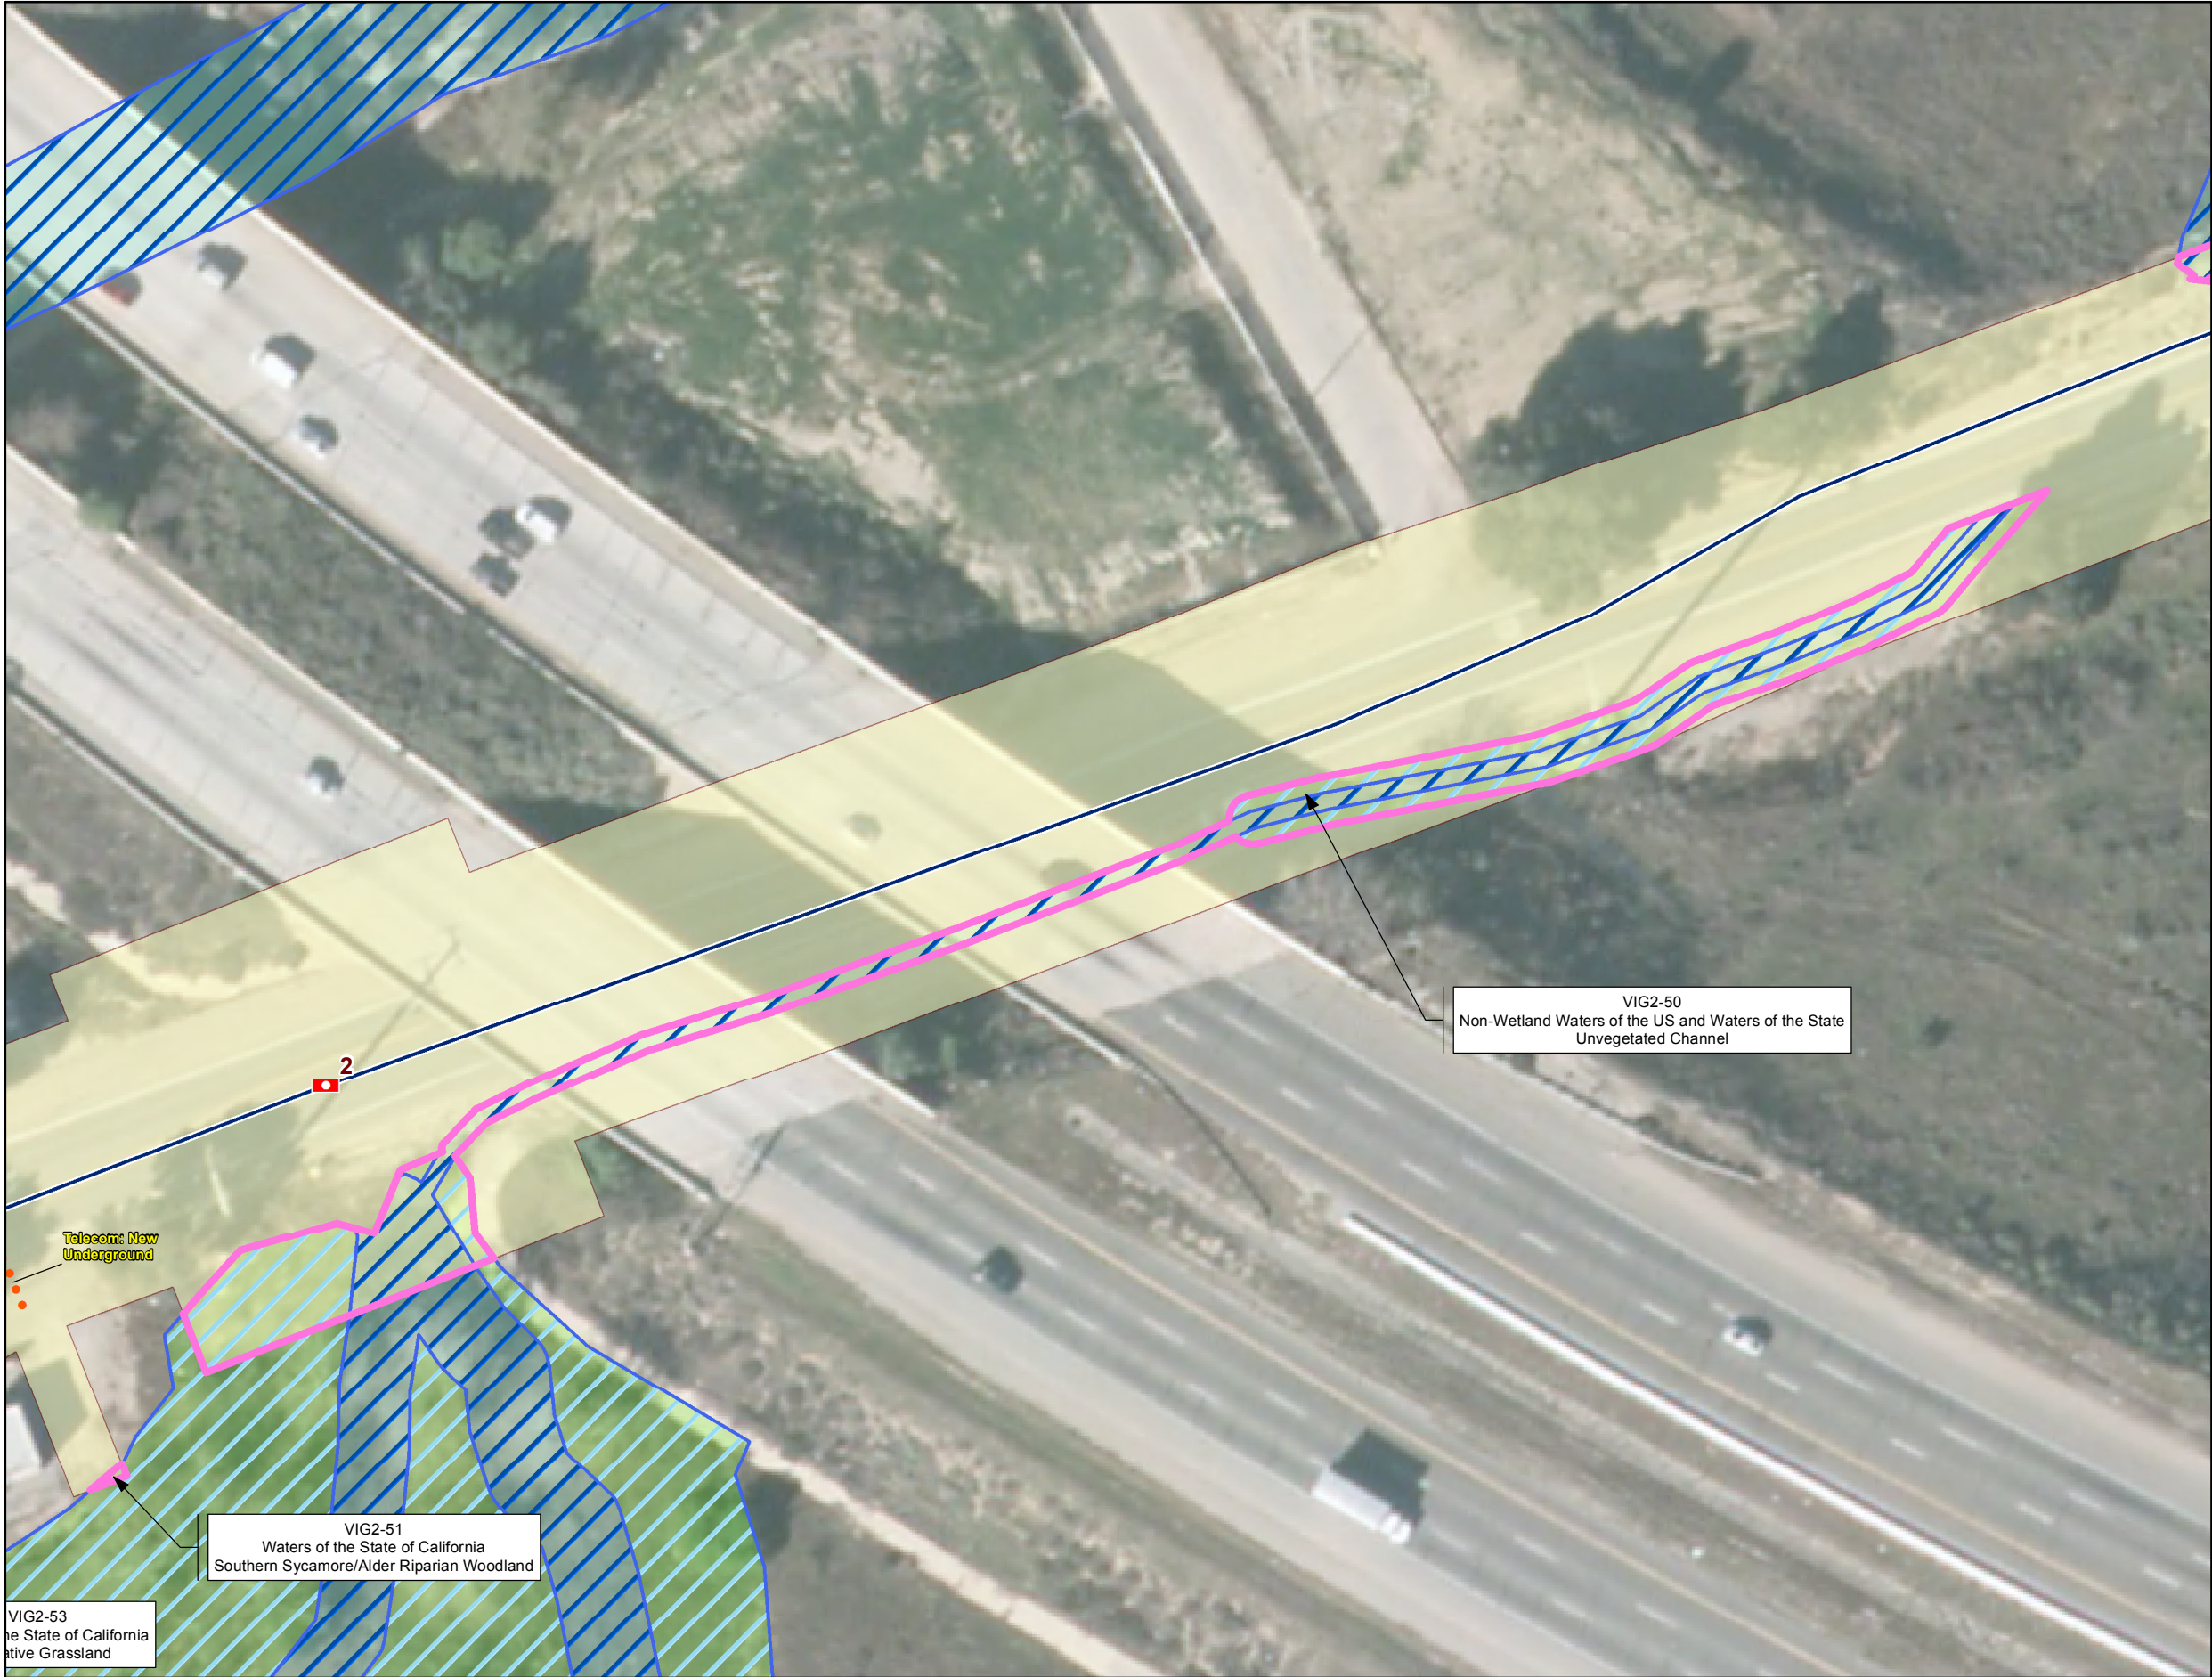 VIG2-50
Non-Wetland Waters of the US and Waters of the State
Unvegetated Channel
2
Telecom: New
Underground
VIG2-51
Waters of the State of California
Southern Sycamore/Alder Riparian Woodland
VIG2-53
State of California
Grassland